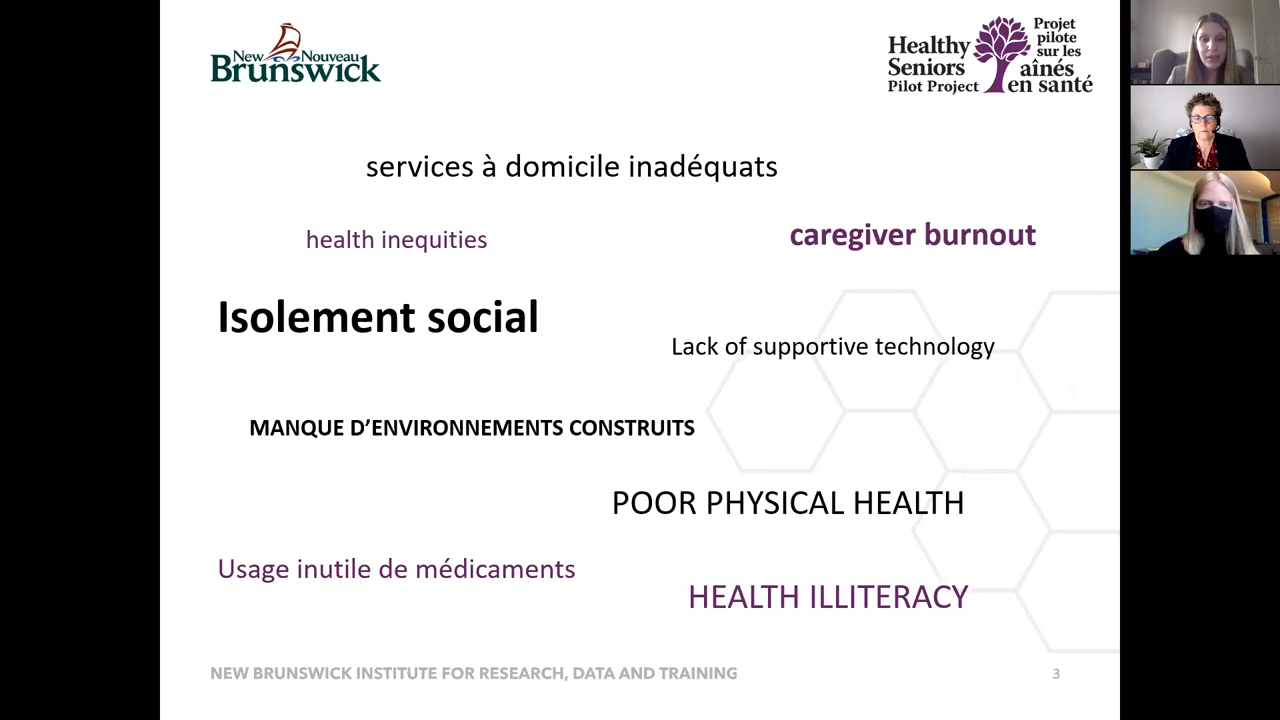 New Nouveau
Brunswick
Healthy
Seniors
Pilot Project
Projet
pilote
sur les
aînés
en santé
services à domicile inadéquats
health inequities
caregiver burnout
Isolement social
Lack of supportive technology
MANQUE D’ENVIRONNEMENTS CONSTRUITS
POOR PHYSICAL HEALTH
Usage inutile de médicaments
HEALTH ILLITERACY
NEW BRUNSWICK INSTITUTE FOR RESEARCH, DATA AND TRAINING
3